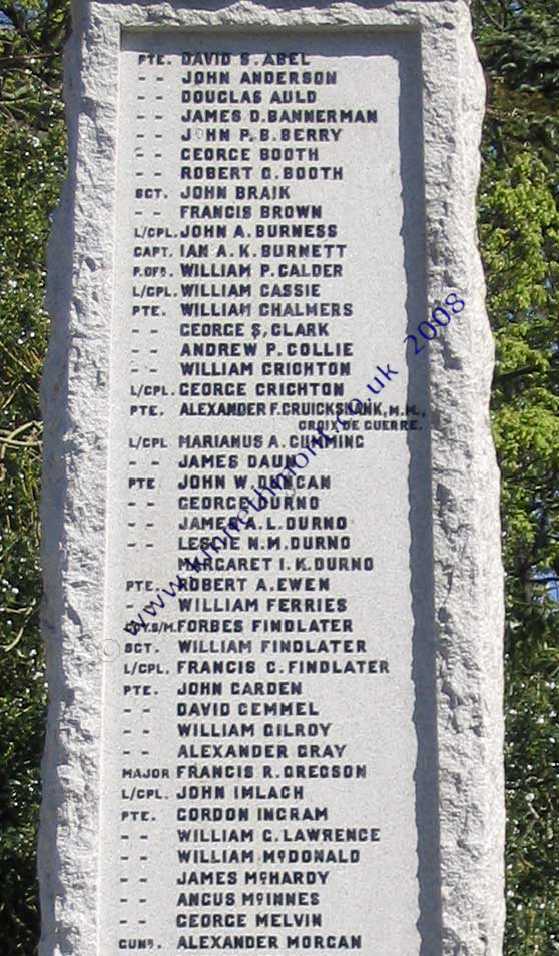 PTE. DAVID S. ABEL
- - JOHN ANDERSON
- - DOUGLAS AULD
- - JAMES D. BANNERMAN
- - JOHN P. B. BERRY
- - GEORGE BOOTH
- - ROBERT G. BOOTH
SGT. JOHN BRAIK
- - FRANCIS BROWN
L/CPL. JOHN A. BURNESS
CAPT. IAN A. K. BURNETT
P.OFR. WILLIAM P. CALDER
L/CPL. WILLIAM CASSIE
PTE. WILLIAM CHALMERS
- - GEORGE S. CLARK
- - ANDREW P. COLLIE
- - WILLIAM CRICHTON
L/CPL. GEORGE CRICHTON
PTE. ALEXANDER F. CRUICKSHANK, M.M.,
CROIX DE GUERRE.
L/CPL MARIANUS A. CUMMING
- - JAMES DAUN
PTE JOHN W. DUNCAN
- - GEORGE DURNO
- - JAMES A. L. DURNO
- - LESLIE N. M. DURNO
MARGARET I. K. DURNO
PTE. ROBERT A. EWEN
- - WILLIAM FERRIES
FORBES FINDLATER
SGT. WILLIAM FINDLATER
L/CPL. FRANCIS C. FINDLATER
PTE. JOHN GARDEN
- - DAVID GEMMEL
- - WILLIAM GILROY
- - ALEXANDER GRAY
MAJOR FRANCIS R. GREGSON
L/CPL. JOHN IMLACH
PTE. GORDON INGRAM
- - WILLIAM G. LAWRENCE
- - WILLIAM McDONALD
- - JAMES McHARDY
- - ANGUS McINNES
- - GEORGE MELVIN
GUNR. ALEXANDER MORGAN